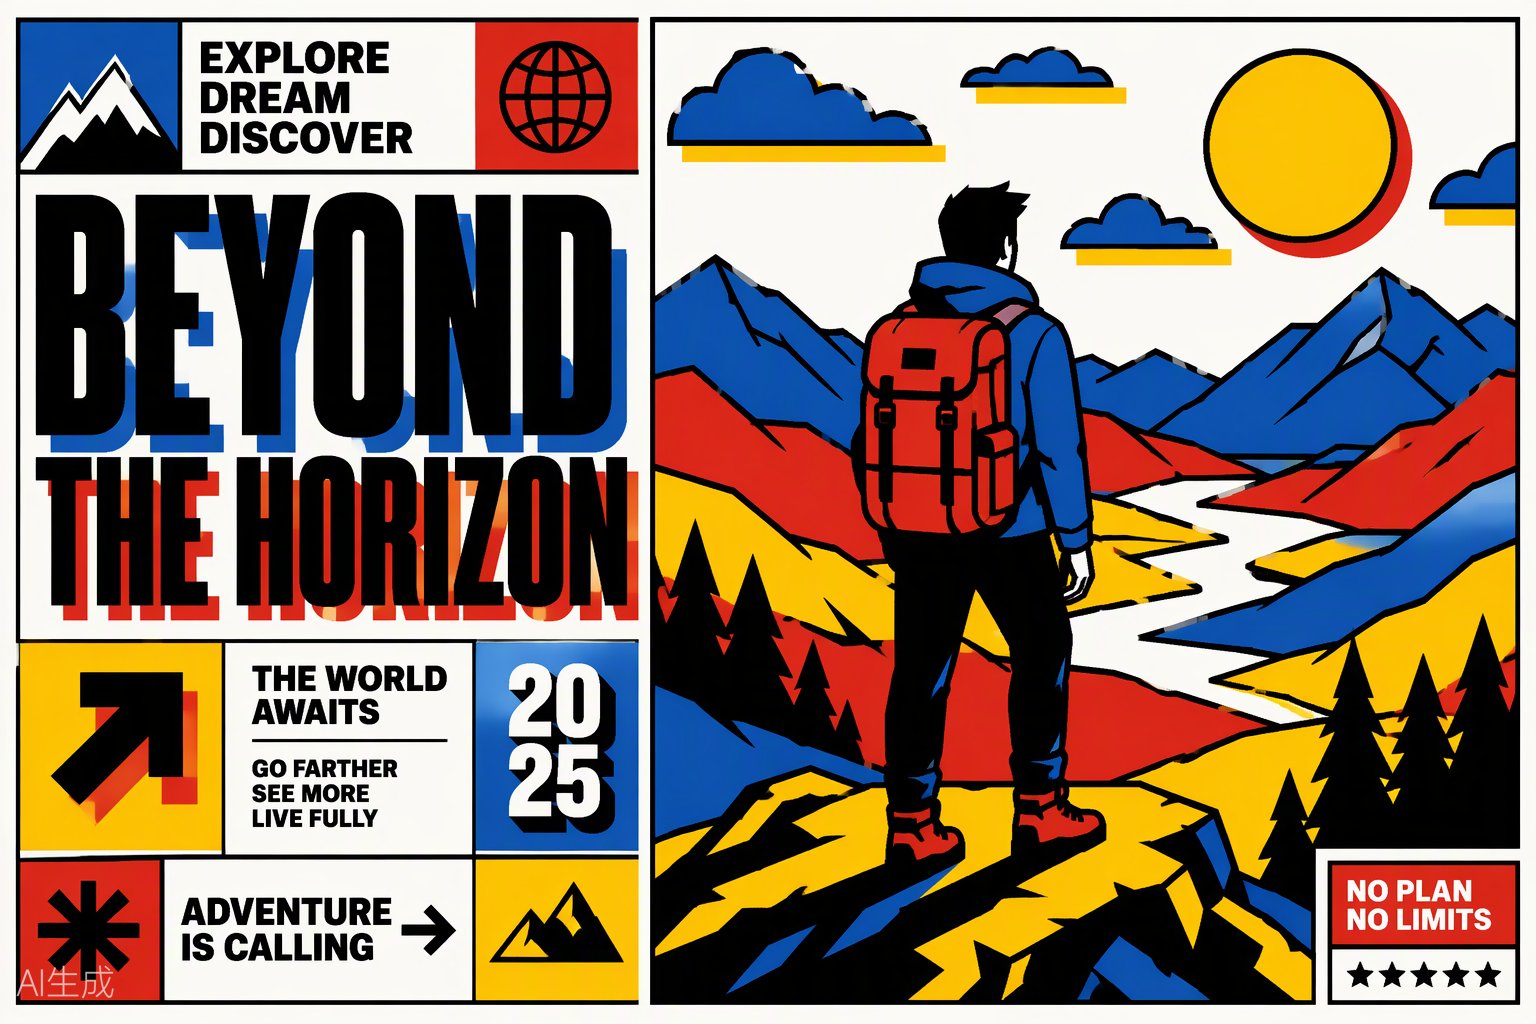 EXPLORE
DREAM
DISCOVER
BEYOND
THE HORIZON
THE WORLD
AWAITS
GO FARTHER
SEE MORE
LIVE FULLY
20
25
ADVENTURE
IS CALLING
NO PLAN
NO LIMITS
AI生成